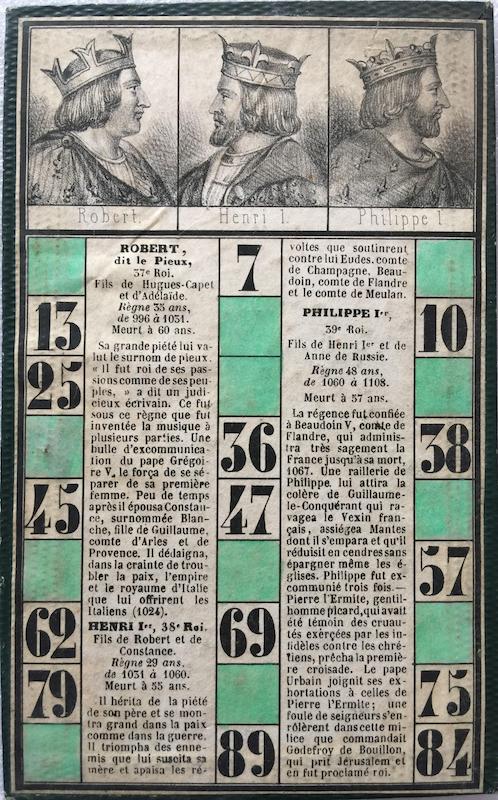 Robert.
Henri I.
Philippe I.
13
25
45
62
79
ROBERT,
dit le Pieux,
37e Roi.
Fils de Hugues-Capet
et d'Adélaïde.
Règne 35 ans,
de 996 à 1031.
Meurt à 60 ans.
Sa grande piété lui va-
lut le surnom de pieux.
« Il fut roi de ses pas-
sions comme de ses peu-
ples, » a dit un judi-
cieux écrivain. Ce fut
sous ce règne que fut
inventée la musique à
plusieurs parties. Une
bulle d'excommunica-
tion du pape Grégoi-
re V, le força de se sé-
parer de sa première
femme. Peu de temps
après il épousa Constan-
ce, surnommée Blan-
che, fille de Guillaume,
comte d'Arles et de
Provence. Il dédaigna,
dans la crainte de trou-
bler la paix, l'empire
et le royaume d'Italie
que lui offrirent les
Italiens (1024).
HENRI Ier, 38e Roi.
Fils de Robert et de
Constance.
Règne 29 ans,
de 1031 à 1060.
Meurt à 55 ans.
Il hérita de la piété
de son père et se mon-
tra grand dans la paix
comme dans la guerre.
Il triompha des enne-
mis que lui suscita sa
mère et apaisa les ré-
7
36
47
69
89
voltes que soutinrent
contre lui Eudes, comte
de Champagne, Beau-
doin, comte de Flandre
et le comte de Meulan.
PHILIPPE Ier,
39e Roi.
Fils de Henri Ier et de
Anne de Russie.
Règne 48 ans,
de 1060 à 1108.
Meurt à 57 ans.
La régence fut confiée
à Beaudoin V, comte de
Flandre, qui adminis-
tra très sagement la
France jusqu'à sa mort,
1067. Une raillerie de
Philippe lui attira la
colère de Guillaume-
le-Conquérant qui ra-
vagea le Vexin fran-
çais, assiégea Mantes
dont il s'empara et qu'il
réduisit en cendres sans
épargner même les é-
glises. Philippe fut ex-
communié trois fois. —
Pierre l'Ermite, gentil-
homme picard, qui avait
été témoin des cruau-
tés exérçées par les in-
fidèles contre les chré-
tiens, prêcha la premiè-
re croisade. Le pape
Urbain joignit ses ex-
hortations à celles de
Pierre l'Ermite; une
foule de seigneurs s'en-
rôlèrent dans cette mi-
lice que commandait
Godefroy de Bouillon,
qui prit Jérusalem et
en fut proclamé roi.
10
38
57
75
84